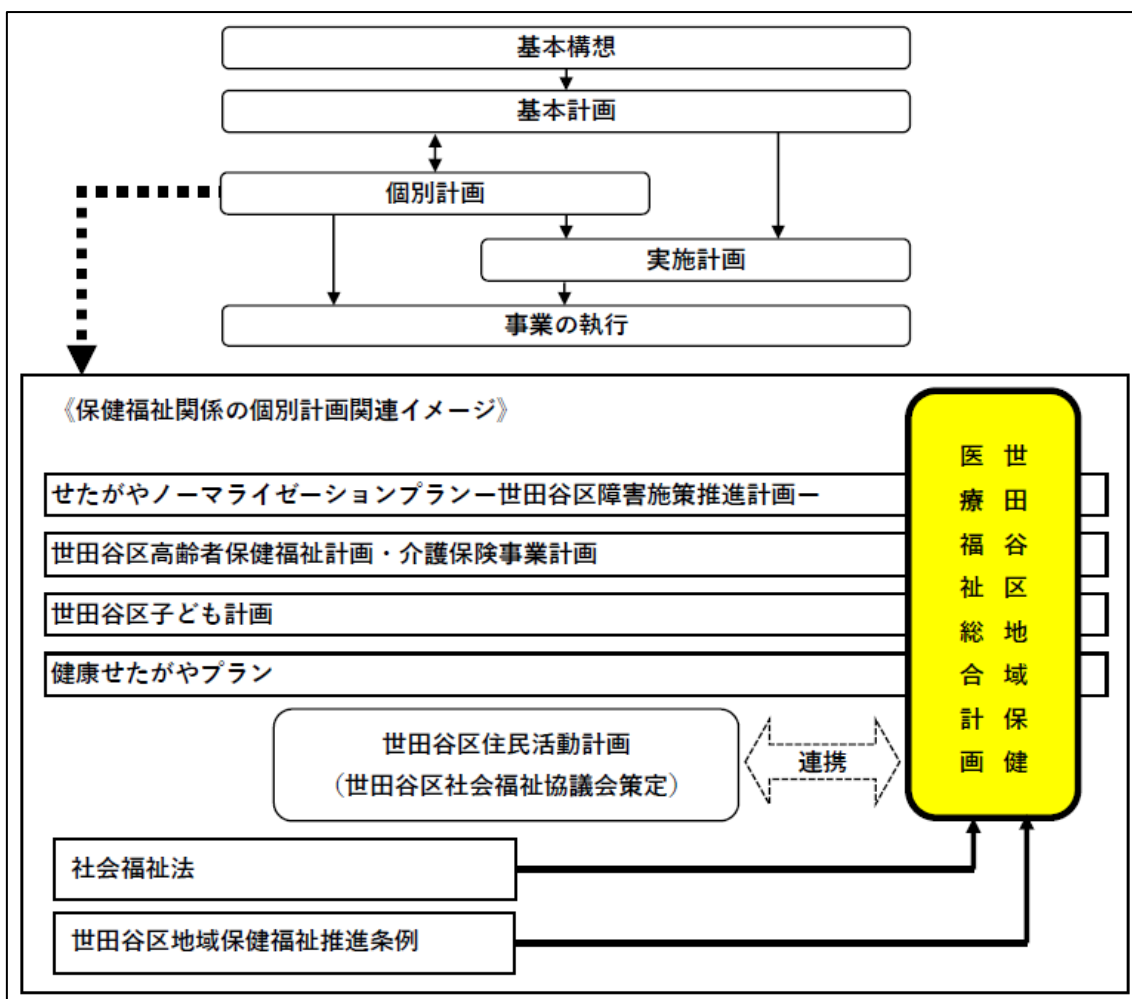 基本構想
基本計画
個別計画
実施計画
事業の執行
《保健福祉関係の個別計画関連イメージ》
せたがやノーマライゼーションプランー世田谷区障害施策推進計画ー
世田谷区高齢者保健福祉計画・介護保険事業計画
世田谷区子ども計画
健康せたがやプラン
世田谷区地域保健
医療福祉総合計画
世田谷区住民活動計画
（世田谷区社会福祉協議会策定）
連携
社会福祉法
世田谷区地域保健福祉推進条例